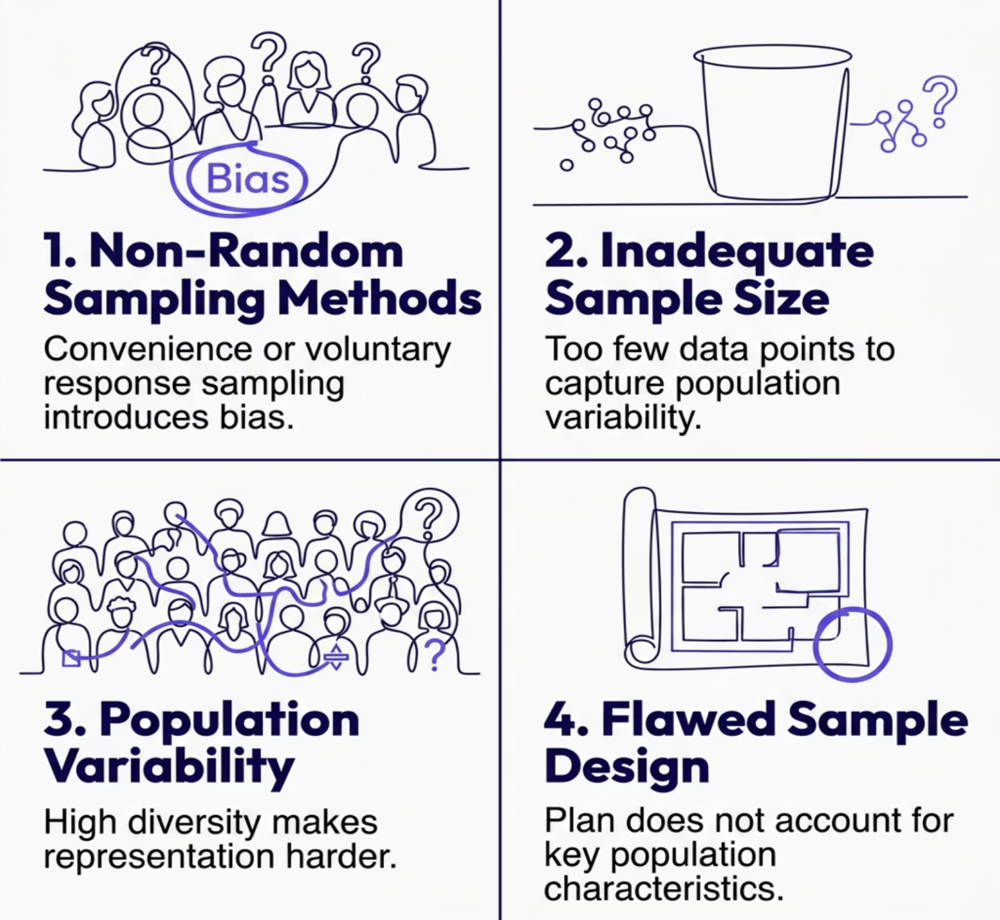 ?
?
?
Bias
1. Non-Random
Sampling Methods
Convenience or voluntary
response sampling
introduces bias.
?
2. Inadequate
Sample Size
Too few data points to
capture population
variability.
?
?
3. Population
Variability
High diversity makes
representation harder.
4. Flawed Sample
Design
Plan does not account for
key population
characteristics.